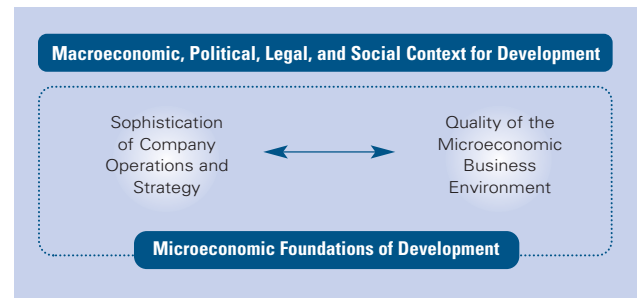 Macroeconomic, Political, Legal, and Social Context for Development
Sophistication
of Company
Operations and
Strategy
Quality of the
Microeconomic
Business
Environment
Microeconomic Foundations of Development